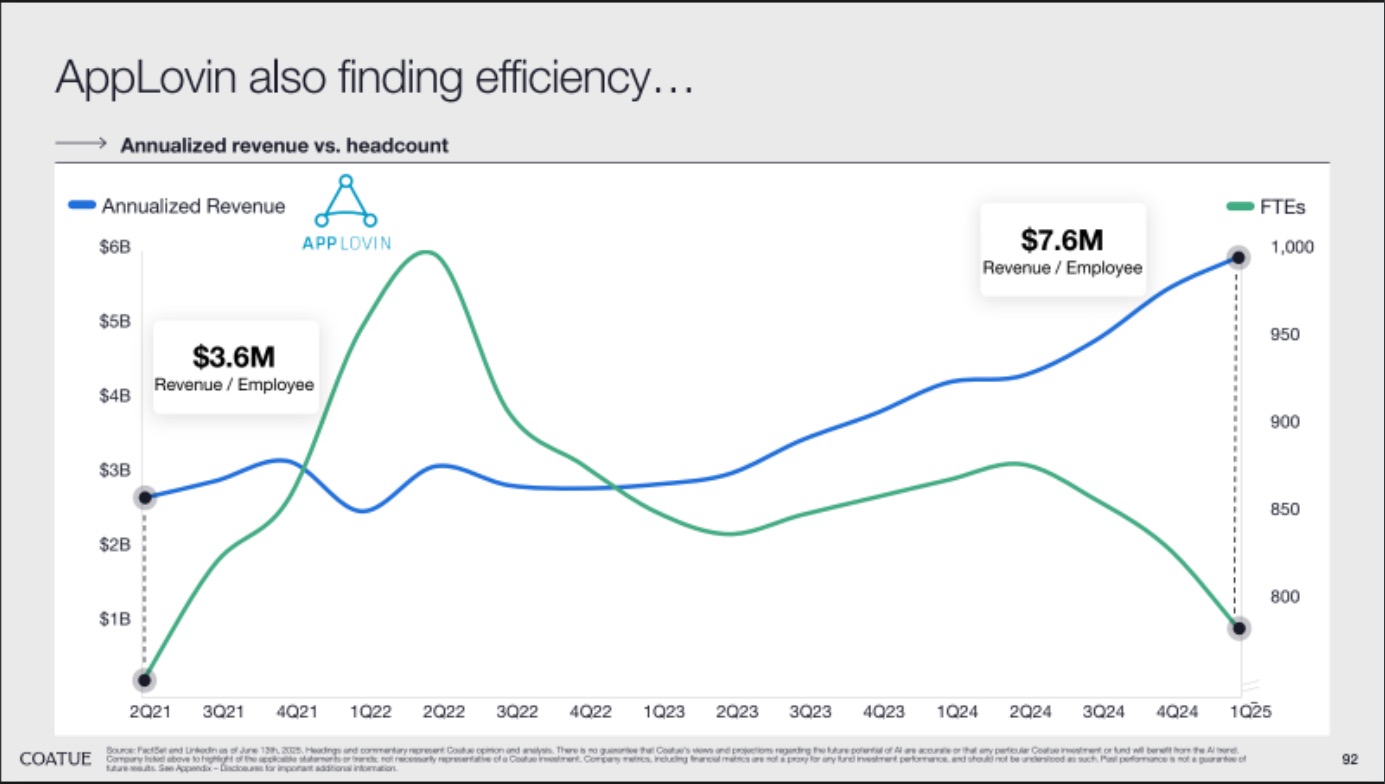 AppLovin also finding efficiency…
Annualized revenue vs. headcount
Annualized Revenue
APPLOVIN
FTEs
$7.6M
Revenue / Employee
$3.6M
Revenue / Employee
$6B
$5B
$4B
$3B
$2B
$1B
1,000
950
900
850
800
2Q21 3Q21 4Q21 1Q22 2Q22 3Q22 4Q22 1Q23 2Q23 3Q23 4Q23 1Q24 2Q24 3Q24 4Q24 1Q25
COATUE
Source: FactSet and LinkedIn as of June 13th, 2025. Headings and commentary represent Coatue opinion and analysis. There is no guarantee that Coatue's views and projections regarding the future potential of AI are accurate or that any particular Coatue investment or fund will benefit from the AI trend.
Company listed above to highlight of the applicable statements or trends; not necessarily representative of a Coatue investment. Company metrics, including financial metrics are not a proxy for any fund investment performance, and should not be understood as such. Past performance is not a guarantee of
future results. See Appendix – Disclosures for important additional information.
92